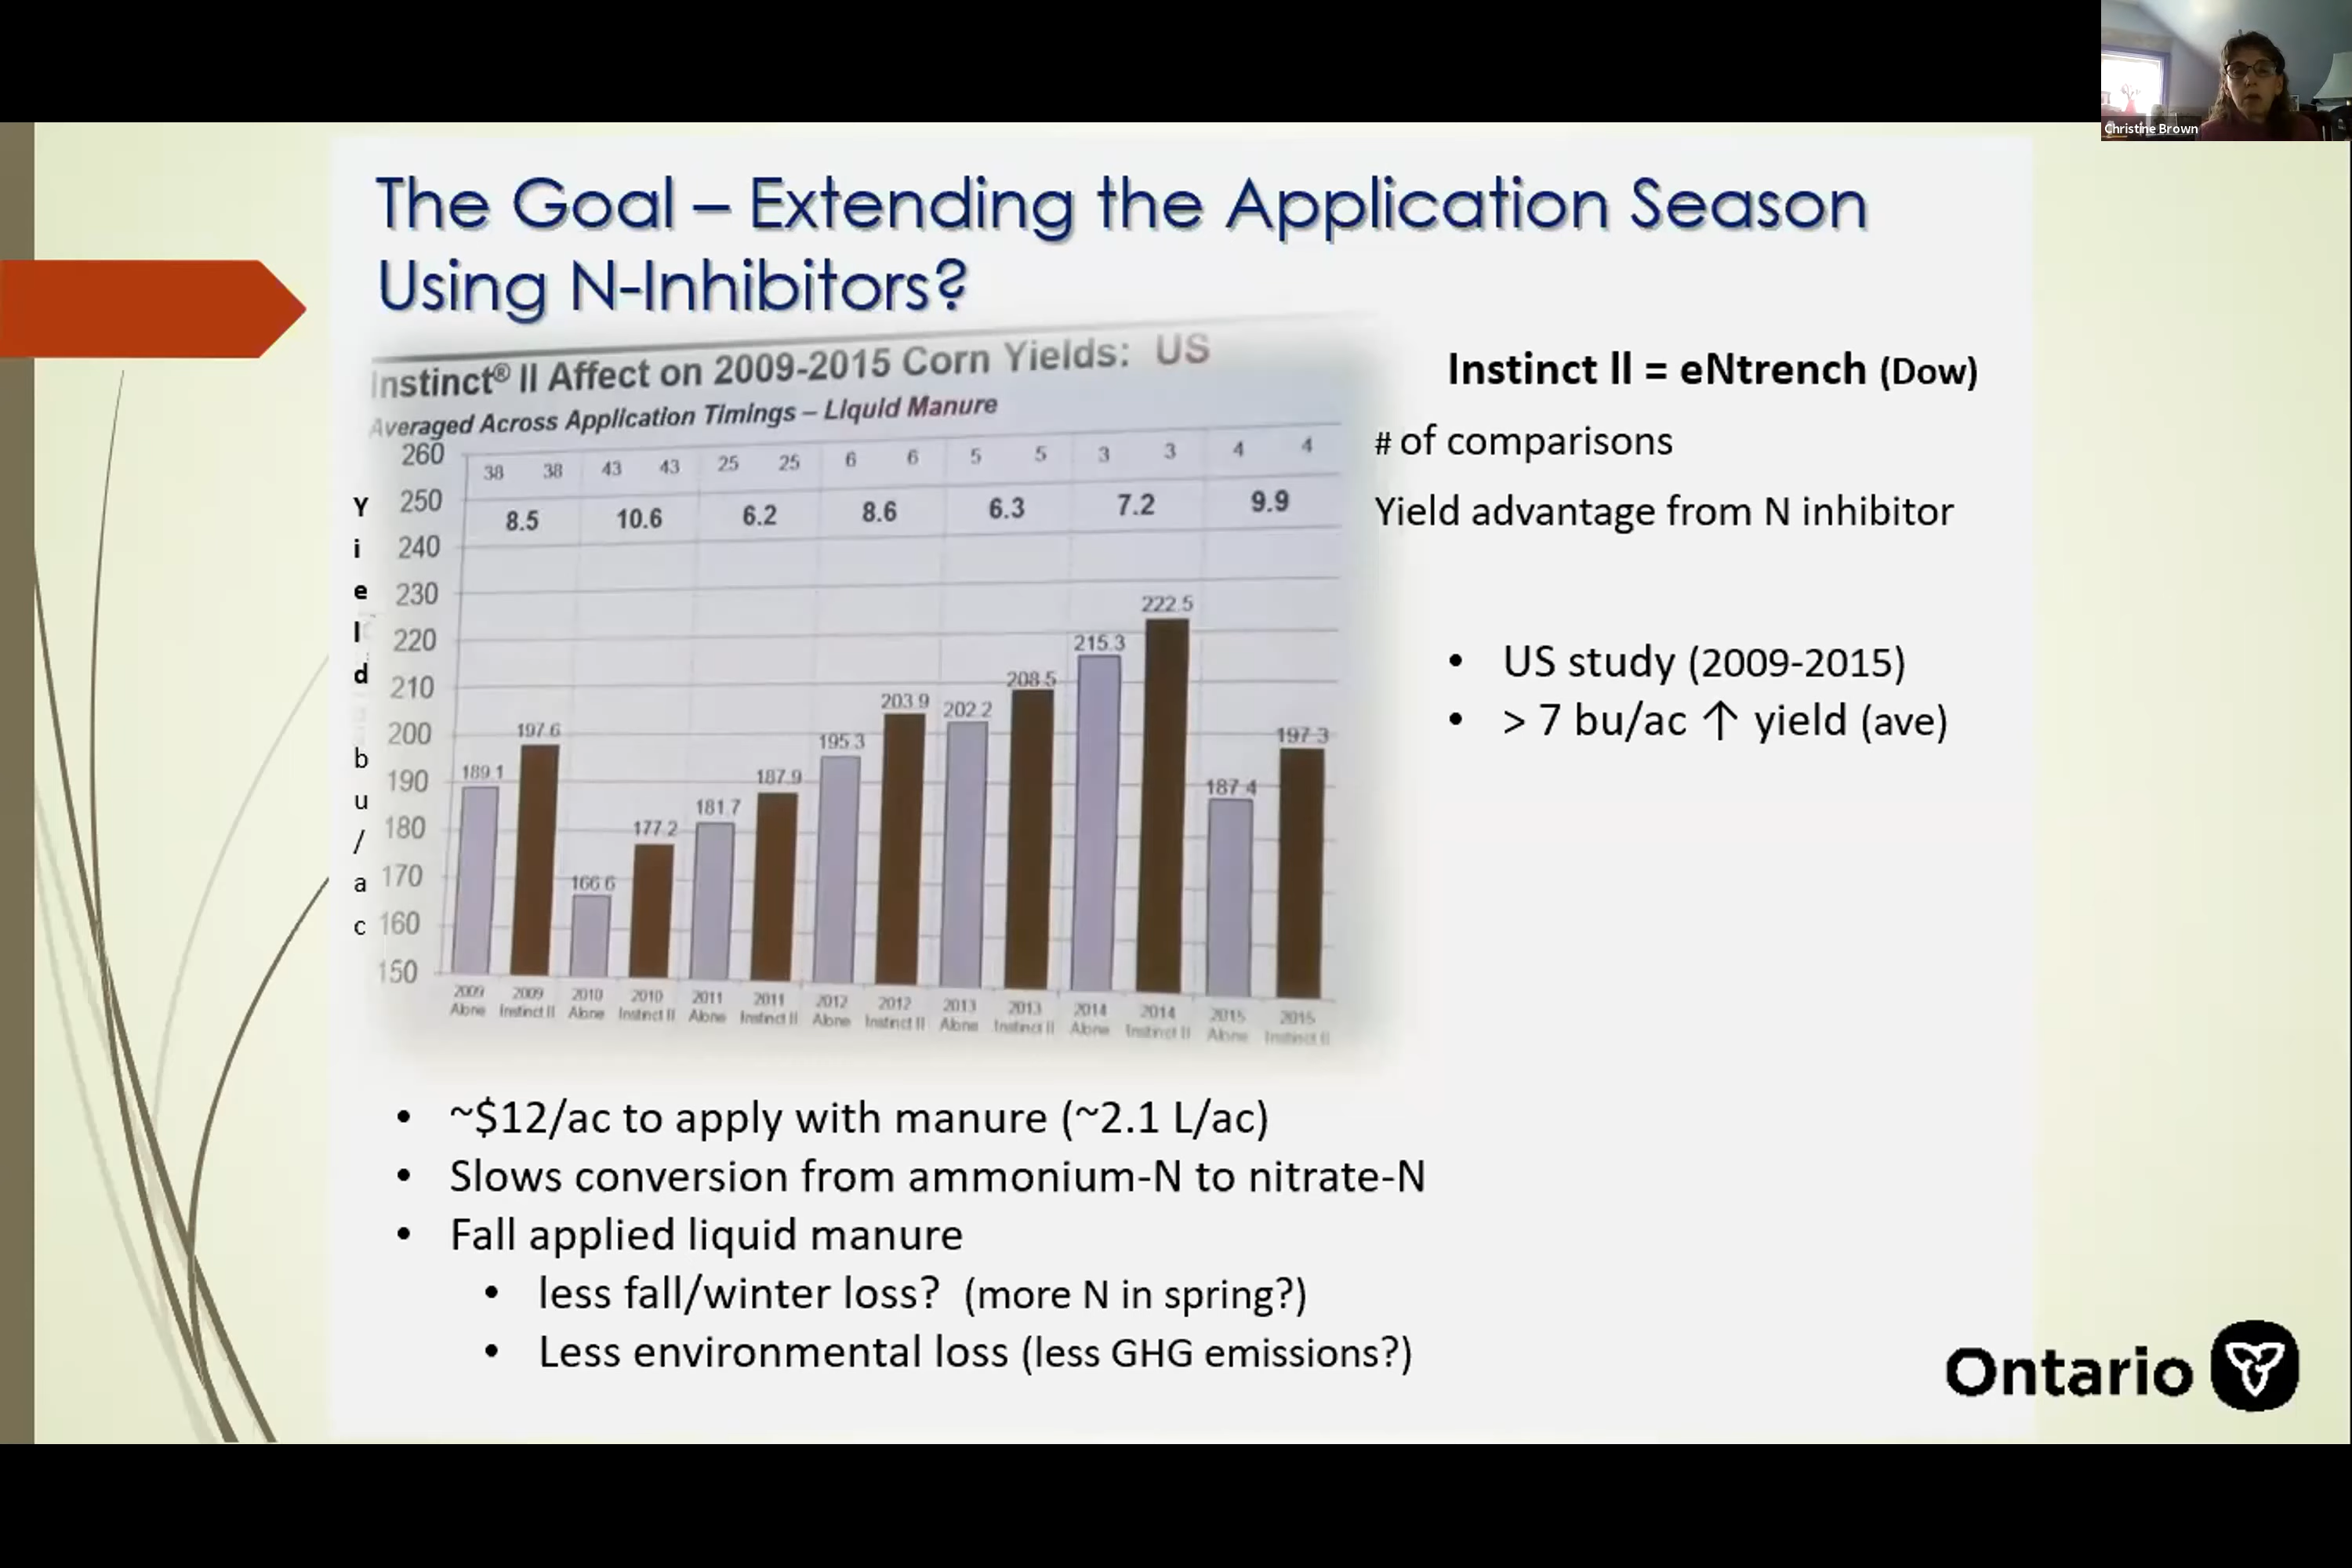 Christine Brown
The Goal – Extending the Application Season
Using N-Inhibitors?
Instinct® II Affect on 2009-2015 Corn Yields: US
Averaged Across Application Timings – Liquid Manure
Instinct ll = eNtrench (Dow)
# of comparisons
Yield advantage from N inhibitor
38 38 43 43 25 25 6 6 5 5 3 3 4 4
8.5 10.6 6.2 8.6 6.3 7.2 9.9
Yield bu/ac
260
250
240
230
220
210
200
190
180
170
160
150
189.1 197.6 166.6 177.2 181.7 187.9 195.3 203.9 202.2 208.5 215.3 222.5 187.4 197.3
2009 2009 2010 2010 2011 2011 2012 2012 2013 2013 2014 2014 2015 2015
Alone Instinct II Alone Instinct II Alone Instinct II Alone Instinct II Alone Instinct II Alone Instinct II Alone Instinct II
• US study (2009-2015)
• > 7 bu/ac ↑ yield (ave)
• ~$12/ac to apply with manure (~2.1 L/ac)
• Slows conversion from ammonium-N to nitrate-N
• Fall applied liquid manure
• less fall/winter loss? (more N in spring?)
• Less environmental loss (less GHG emissions?)
Ontario